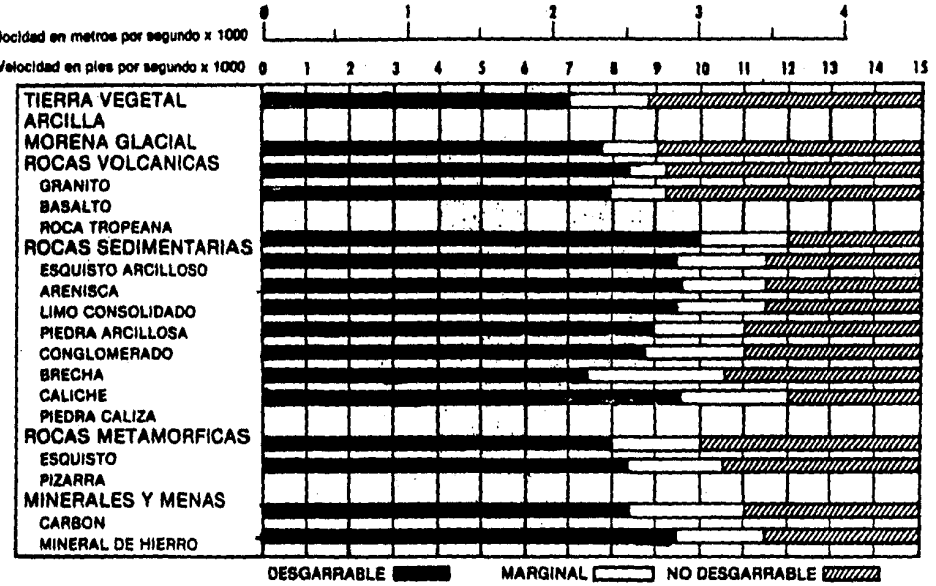 0 1 2 3 4
Velocidad en metros por segundo x 1000
Velocidad en pies por segundo x 1000 0 1 2 3 4 5 6 7 8 9 10 11 12 13 14 15
TIERRA VEGETAL
ARCILLA
MORENA GLACIAL
ROCAS VOLCANICAS
GRANITO
BASALTO
ROCA TROPEANA
ROCAS SEDIMENTARIAS
ESQUISTO ARCILLOSO
ARENISCA
LIMO CONSOLIDADO
PIEDRA ARCILLOSA
CONGLOMERADO
BRECHA
CALICHE
PIEDRA CALIZA
ROCAS METAMORFICAS
ESQUISTO
PIZARRA
MINERALES Y MENAS
CARBON
MINERAL DE HIERRO
DESGARRABLE MARGINAL NO DESGARRABLE